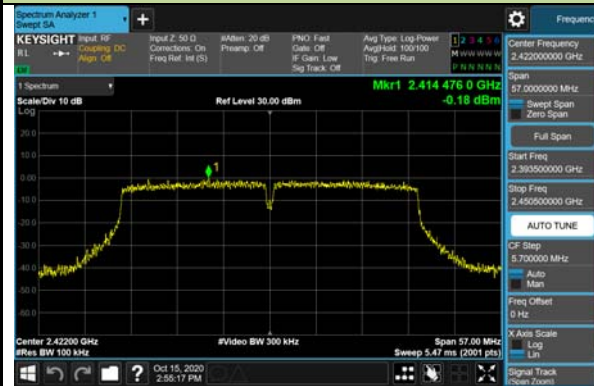 Spectrum Analyzer 1
Swept SA
+
Frequenc
KEYSIGHT
RL
LW
Input: RF
Coupling: DC
Align: Off
Input Z: 50 Ω
Corrections: On
Freq Ref: Int (S)
#Atten: 20 dB
Preamp: Off
PNO: Fast
Gate: Off
IF Gain: Low
Sig Track: Off
Avg Type: Log-Power
Avg|Hold: 100/100
Trig: Free Run
1 2 3 4 5 6
M W W W W W
P N N N N N
1 Spectrum
Scale/Div 10 dB
Log
Ref Level 30.00 dBm
Mkr1 2.414 476 0 GHz
-0.18 dBm
20.0
10.0
0.00
-10.0
-20.0
-30.0
-40.0
-50.0
-60.0
1
Center 2.42200 GHz
#Res BW 100 kHz
#Video BW 300 kHz
Span 57.00 MHz
Sweep 5.47 ms (2001 pts)
Oct 15, 2020
2:55:17 PM
Center Frequency
2.422000000 GHz
Span
57.0000000 MHz
Swept Span
Zero Span
Full Span
Start Freq
2.393500000 GHz
Stop Freq
2.450500000 GHz
AUTO TUNE
CF Step
5.700000 MHz
Auto
Man
Freq Offset
0 Hz
X Axis Scale
Log
Lin
Signal Track
(Span Zoom)